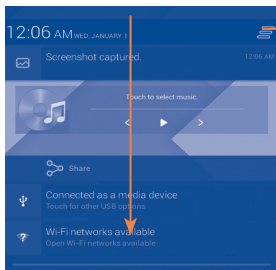 12:06 AM WED, JANUARY 1
Screenshot captured.
12:06 AM
Touch to select music.
Share
Connected as a media device
Touch for other USB options
Wi-Fi networks available
Open Wi-Fi networks available